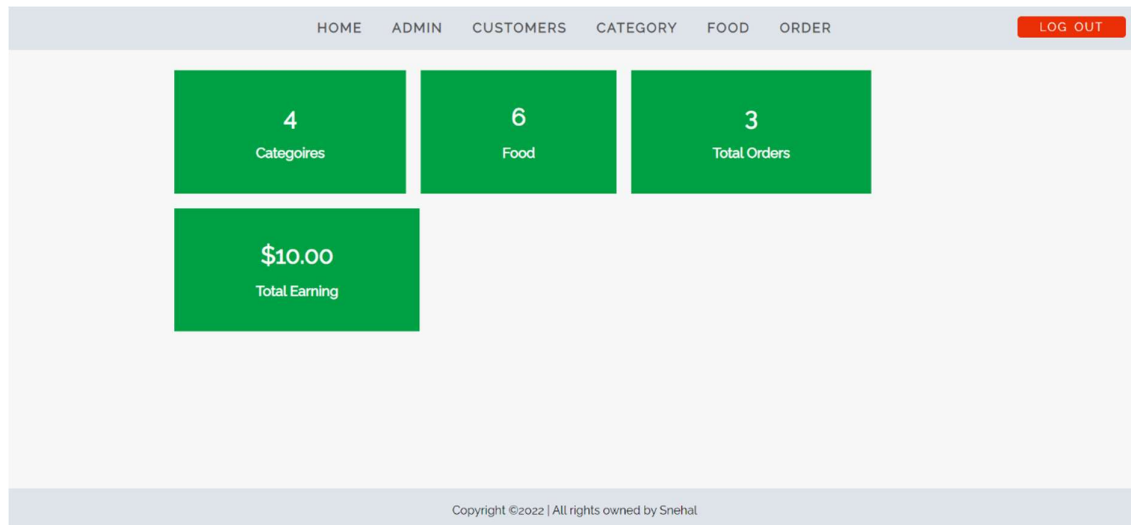 HOME ADMIN CUSTOMERS CATEGORY FOOD ORDER LOG OUT
4
Categoires
6
Food
3
Total Orders
$10.00
Total Earning
Copyright ©2022 | All rights owned by Snehal